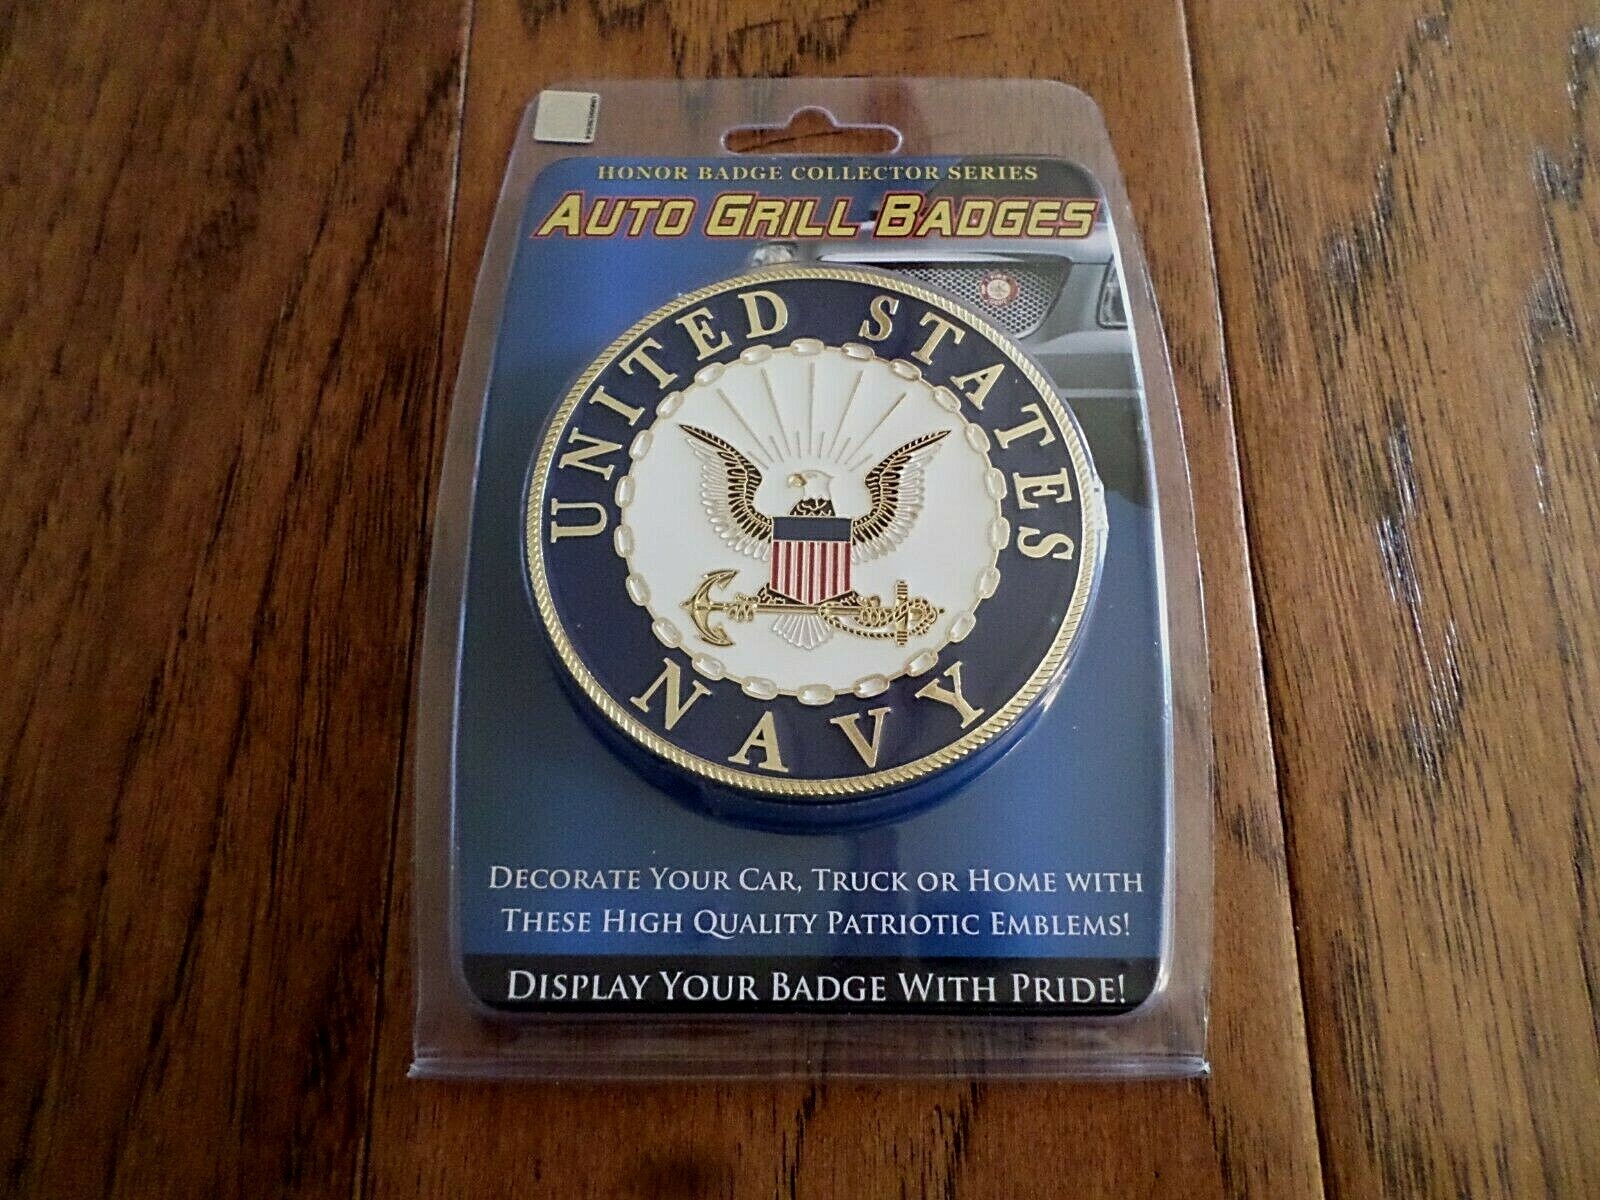 HONOR BADGE COLLECTOR SERIES
AUTO GRILL BADGES
UNITED STATES
NAVY
DECORATE YOUR CAR, TRUCK OR HOME WITH
THESE HIGH QUALITY PATRIOTIC EMBLEMS!
DISPLAY YOUR BADGE WITH PRIDE!